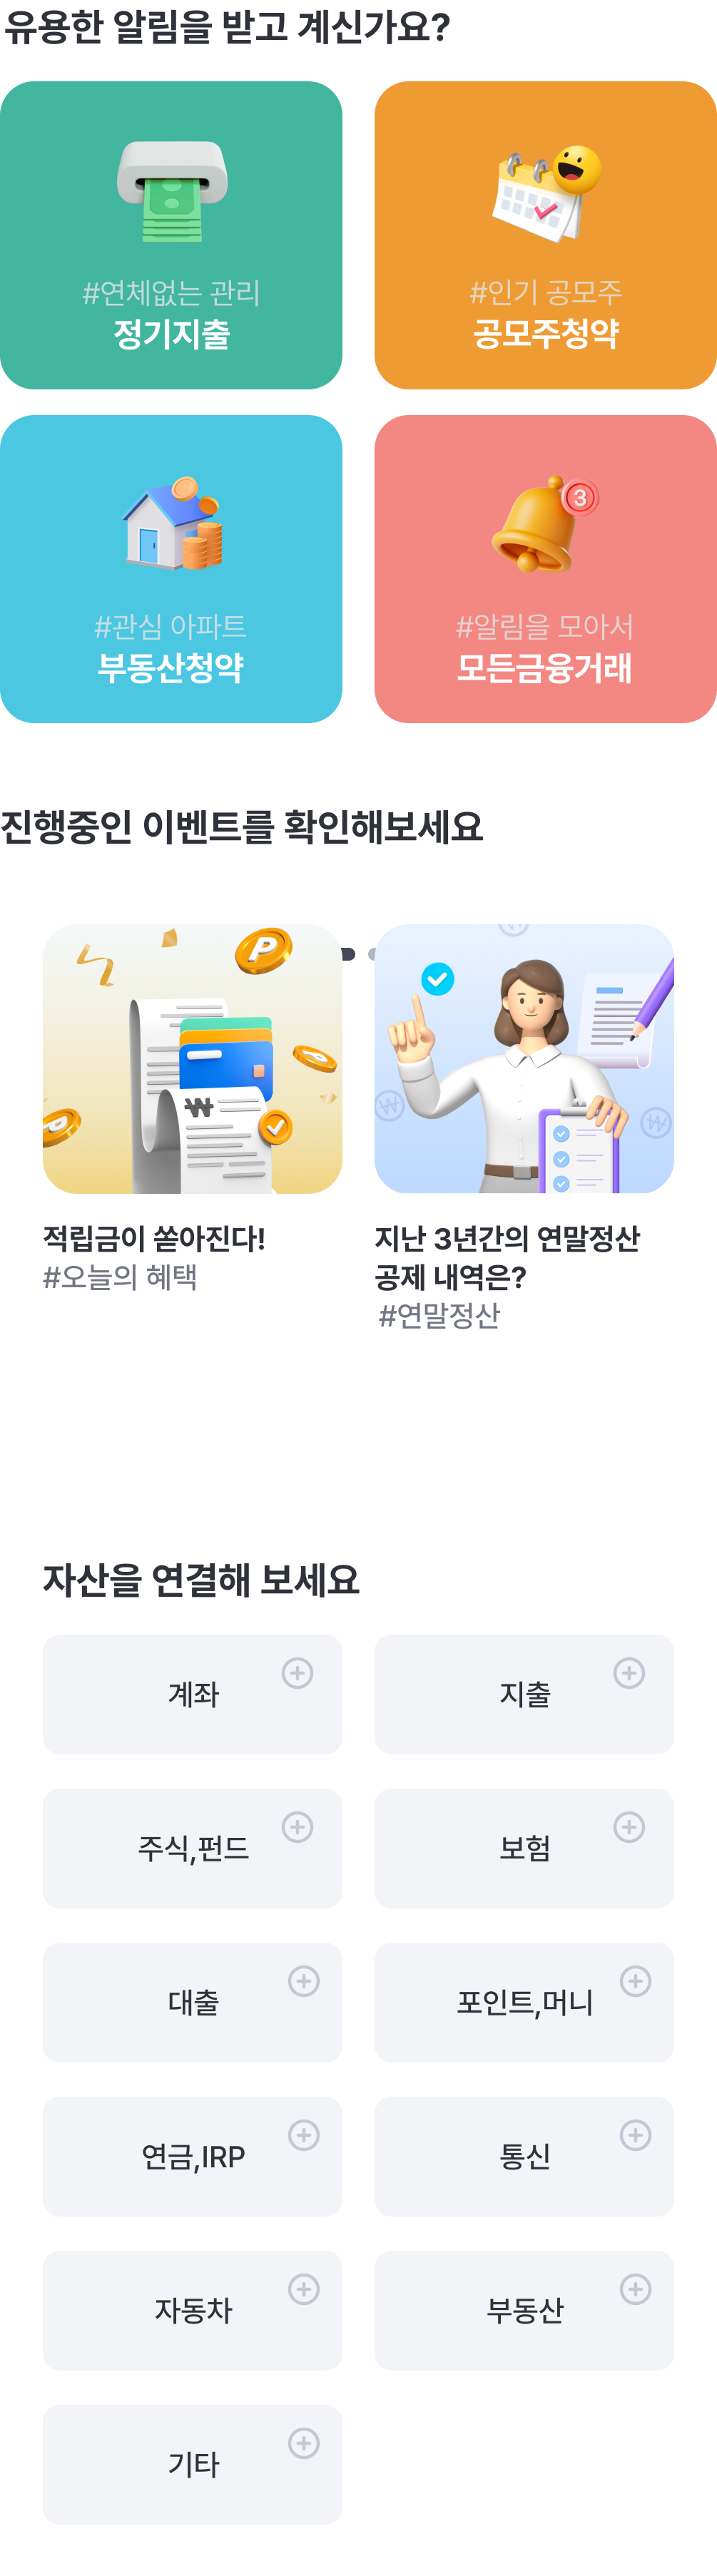 유용한 알림을 받고 계신가요?
#연체없는 관리
정기지출
#인기 공모주
공모주청약
#관심 아파트
부동산청약
3
#알림을 모아서
모든금융거래
진행중인 이벤트를 확인해보세요
P
P
P
₩
₩
₩
₩
적립금이 쏟아진다!
#오늘의 혜택
지난 3년간의 연말정산
공제 내역은?
#연말정산
자산을 연결해 보세요
계좌
지출
주식,펀드
보험
대출
포인트,머니
연금,IRP
통신
자동차
부동산
기타